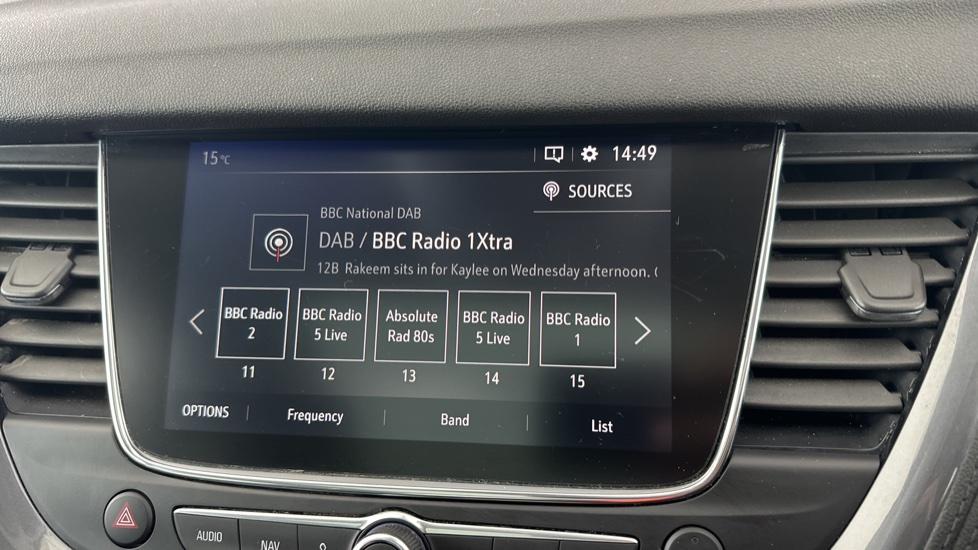 15°C
14:49
SOURCES
BBC National DAB
DAB / BBC Radio 1Xtra
12B Rakeem sits in for Kaylee on Wednesday afternoon. (
BBC Radio 2
BBC Radio 5 Live
Absolute Rad 80s
BBC Radio 5 Live
BBC Radio 1
11 12 13 14 15
OPTIONS Frequency Band List
AUDIO NAV